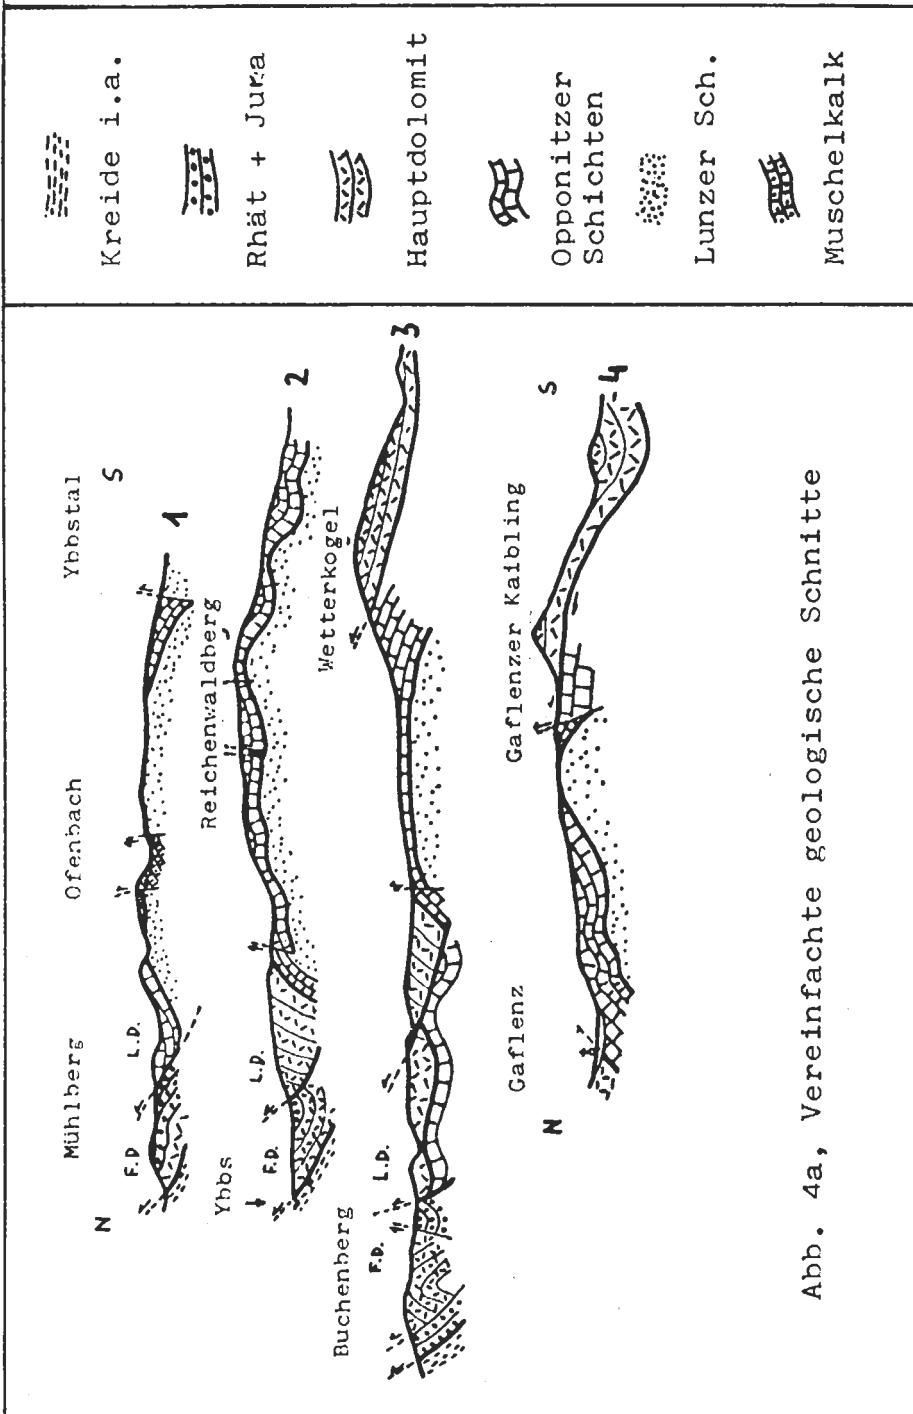 Mühlberg
Ofenbach
Ybbstal
N
S
F.D
L.D.
1
Ybbs
Reichenwaldberg
F.D.
L.D.
2
Buchenberg
Wetterkogel
F.D.
L.D.
3
Gaflenz
Gaflenzer Kaibling
N
S
4
Abb. 4a, Vereinfachte geologische Schnitte
Kreide i.a.
Rhät + Jura
Hauptdolomit
Opponitzer
Schichten
Lunzer Sch.
Muschelkalk